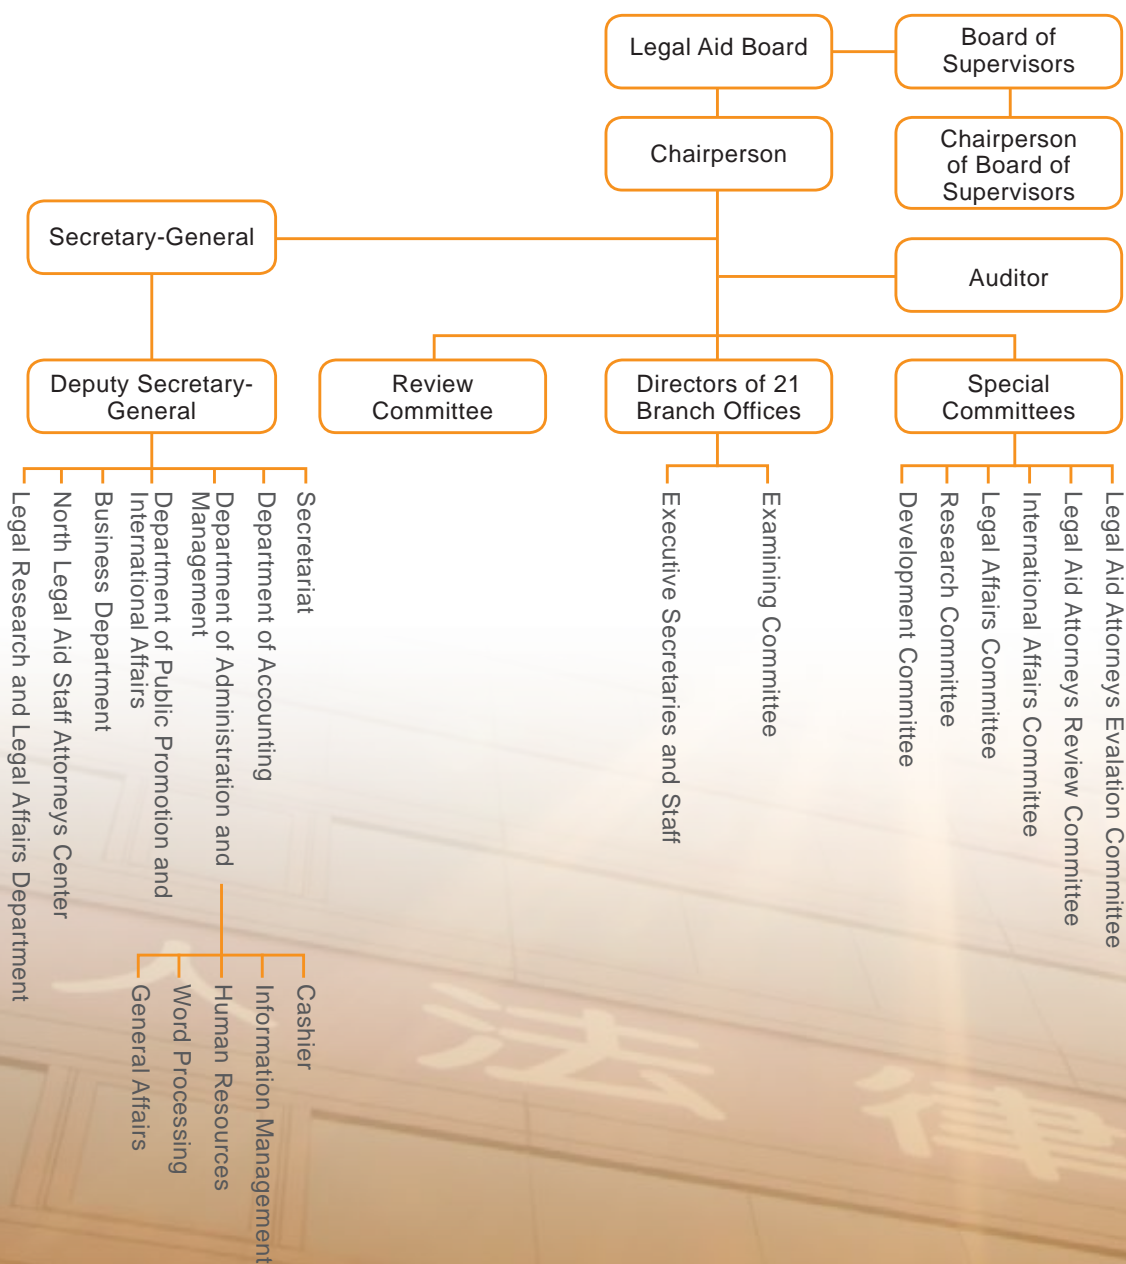 Legal Aid Board
Board of
Supervisors
Chairperson
Chairperson
of Board of
Supervisors
Secretary-General
Auditor
Deputy Secretary-
General
Review
Committee
Directors of 21
Branch Offices
Special
Committees
Secretariat
Department of Accounting
Department of Administration and
Management
Department of Public Promotion and
International Affairs
Business Department
North Legal Aid Staff Attorneys Center
Legal Research and Legal Affairs Department
Examining Committee
Executive Secretaries and Staff
Legal Aid Attorneys Evalation Committee
Legal Aid Attorneys Review Committee
International Affairs Committee
Legal Affairs Committee
Research Committee
Development Committee
Cashier
Information Management
Human Resources
Word Processing
General Affairs
人法律